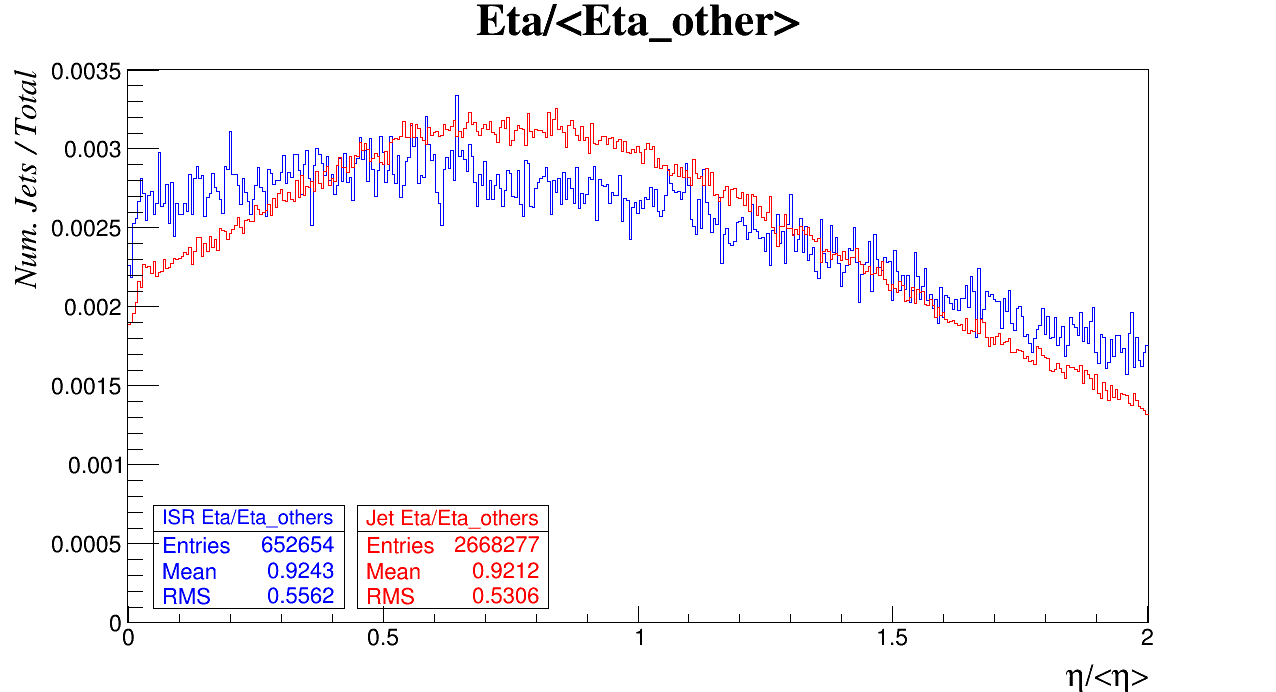 Eta/<Eta_other>
Num. Jets / Total
0.0035
0.003
0.0025
0.002
0.0015
0.001
0.0005
0
ISR Eta/Eta_others
Entries 652654
Mean 0.9243
RMS 0.5562
Jet Eta/Eta_others
Entries 2668277
Mean 0.9212
RMS 0.5306
0 0.5 1 1.5 2
η/<η>